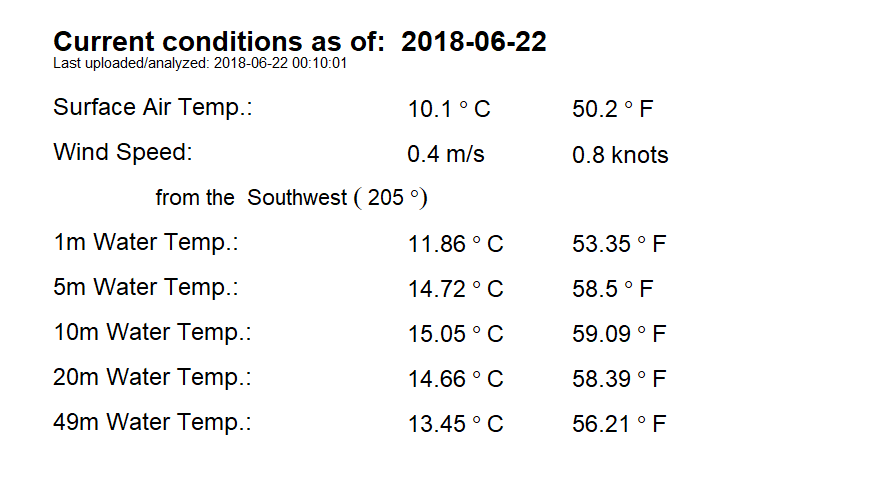 Current conditions as of:  2018-06-22
Last uploaded/analyzed: 2018-06-22 00:10:01
Surface Air Temp.: 10.1 ° C 50.2 ° F
Wind Speed: 0.4 m/s 0.8 knots
from the  Southwest ( 205 °)
1m Water Temp.: 11.86 ° C 53.35 ° F
5m Water Temp.: 14.72 ° C 58.5 ° F
10m Water Temp.: 15.05 ° C 59.09 ° F
20m Water Temp.: 14.66 ° C 58.39 ° F
49m Water Temp.: 13.45 ° C 56.21 ° F